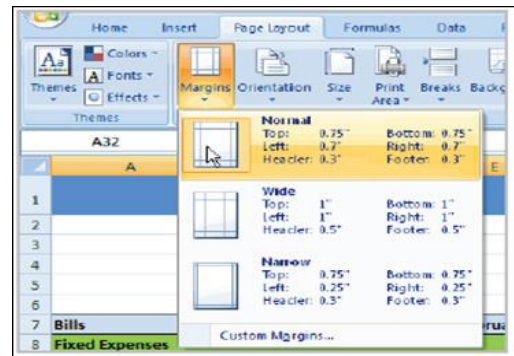 Home Insert Page Layout Formulas Data
Colors
Fonts
Effects
Themes
Margins Orientation Size Print Area Breaks
Themes
A32
A E
Normal
Top: 0.75" Bottom: 0.75"
Left: 0.7" Right: 0.7"
Header: 0.3" Footer: 0.3"
Wide
Top: 1" Bottom: 1"
Left: 1" Right: 1"
Header: 0.5" Footer: 0.5"
Narrow
Top: 0.75" Bottom: 0.75"
Left: 0.25" Right: 0.25"
Header: 0.3" Footer: 0.3"
Custom Margins...
1
2
3
4
5
6
7 Bills
8 Fixed Expenses